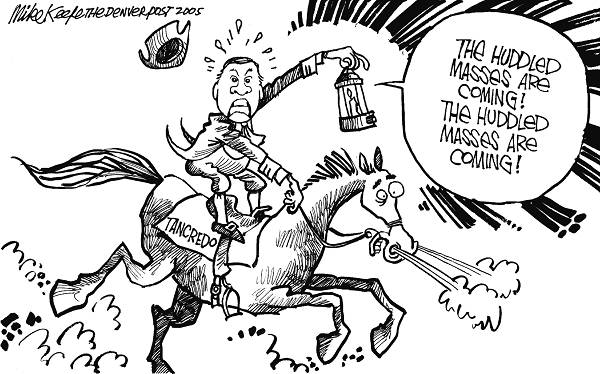 Mike Keefe THE DENVER POST 2005
THE HUDDLED
MASSES ARE
COMING!
THE HUDDLED
MASSES ARE
COMING!
TANCREDO